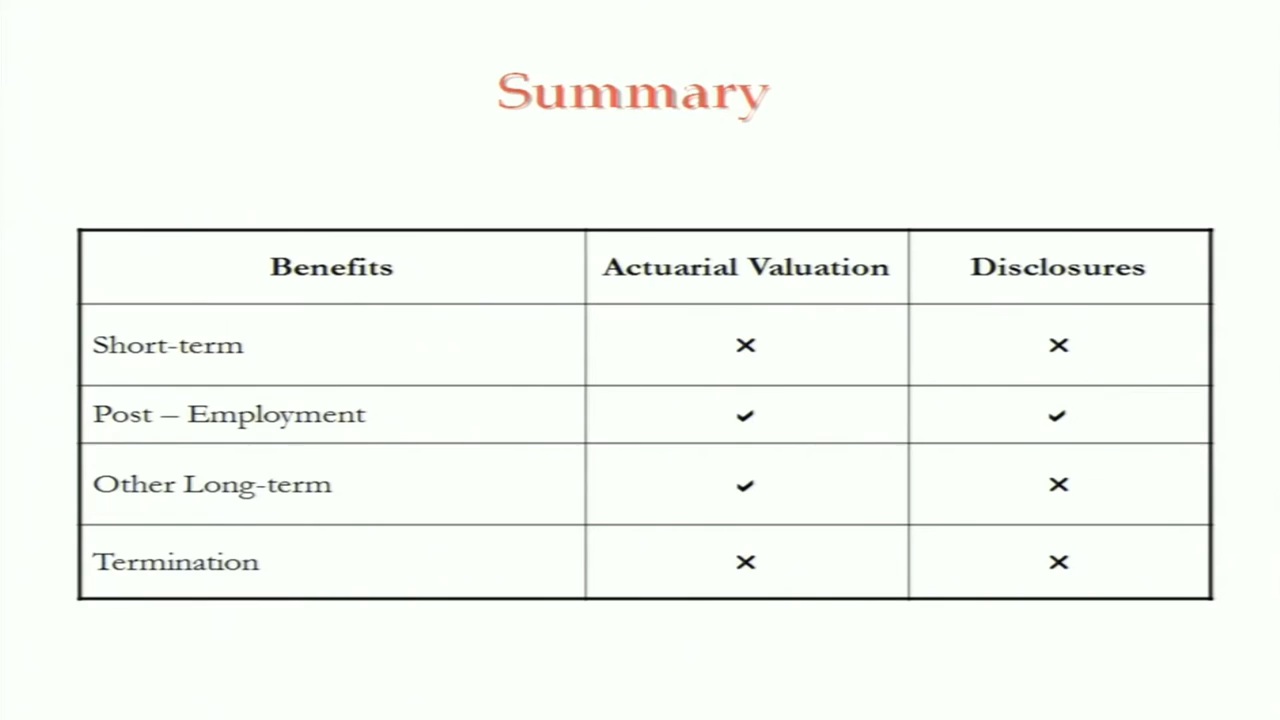 Summary
Benefits Actuarial Valuation Disclosures
Short-term × ×
Post – Employment ✓ ✓
Other Long-term ✓ ×
Termination × ×